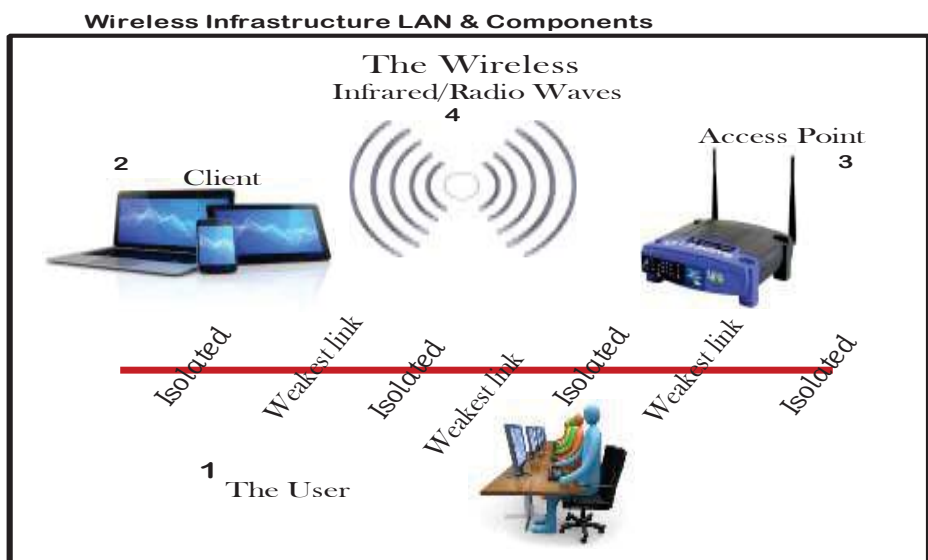 Wireless Infrastructure LAN & Components
The Wireless
Infrared/Radio Waves
4
Access Point
3
2
Client
Isolated
Weakest link
Isolated
Weakest link
Isolated
Weakest link
Isolated
1
The User